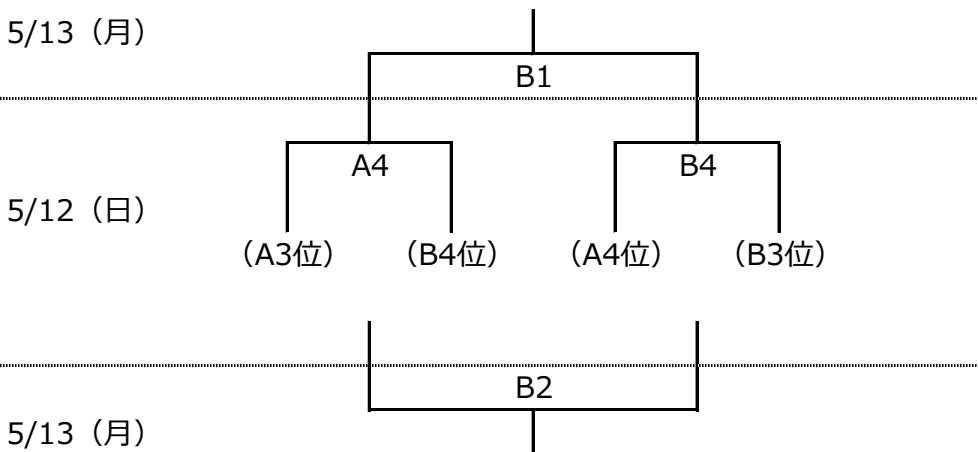 5/13（月）
B1
A4
B4
5/12（日）
（A3位）
（B4位）
（A4位）
（B3位）
B2
5/13（月）